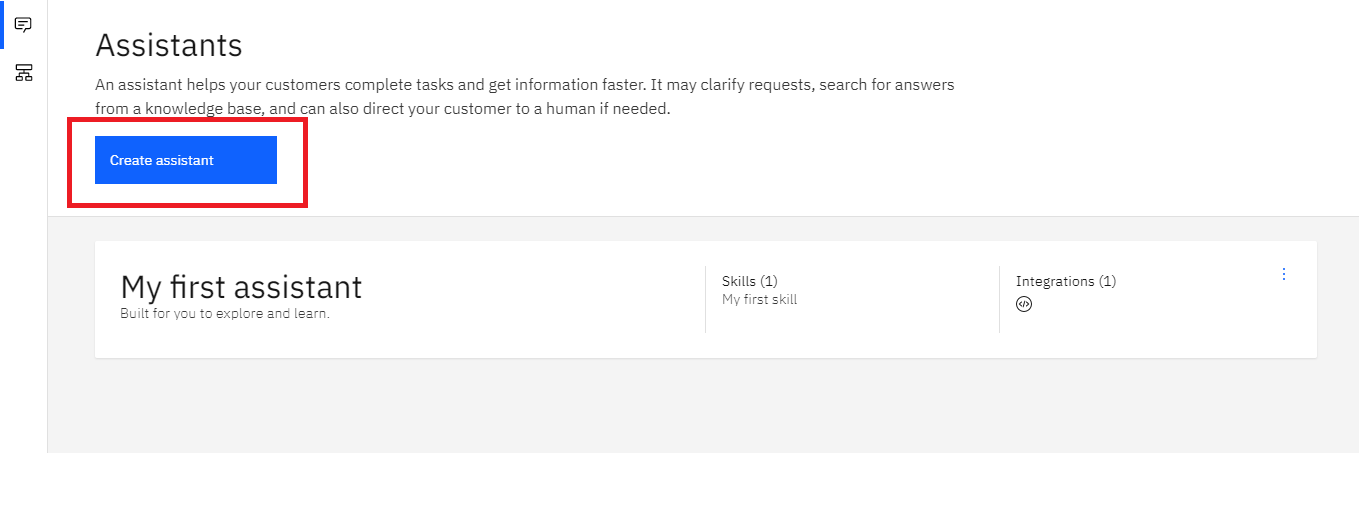 Assistants
An assistant helps your customers complete tasks and get information faster. It may clarify requests, search for answers
from a knowledge base, and can also direct your customer to a human if needed.
Create assistant
My first assistant
Built for you to explore and learn.
Skills (1)
My first skill
Integrations (1)